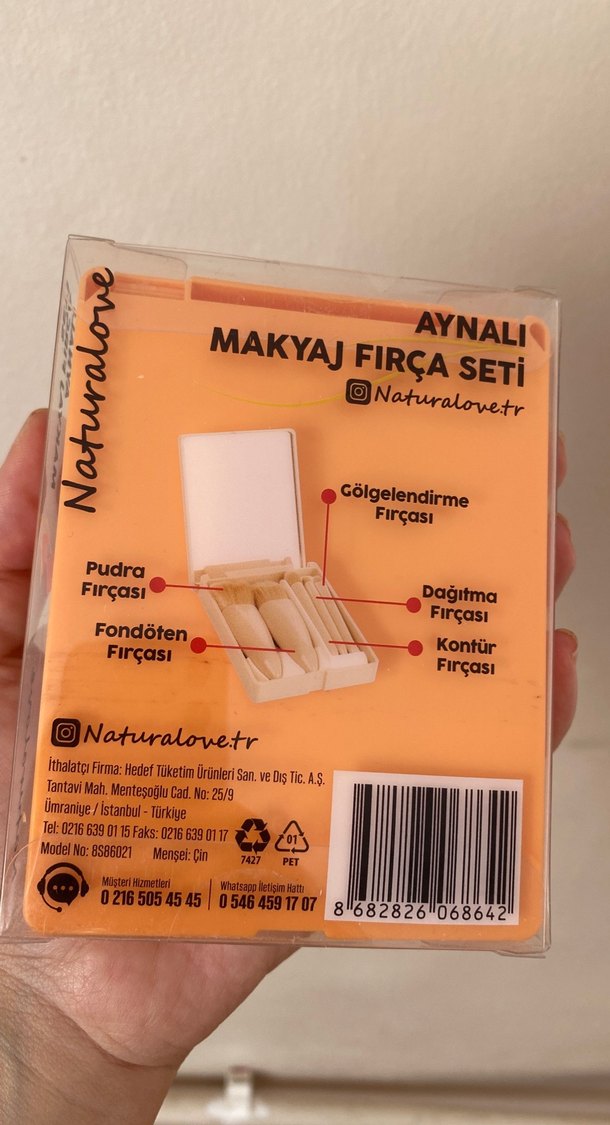 Naturalove
AYNALI
MAKYAJ FIRÇA SETİ
Naturalove.tr
Gölgelendirme
Fırçası
Pudra
Fırçası
Dağıtma
Fırçası
Fondöten
Fırçası
Kontür
Fırçası
Naturalove.tr
İthalatçı Firma: Hedef Tüketim Ürünleri San. ve Dış Tic. A.Ş.
Tantavi Mah. Menteşoğlu Cad. No: 25/9
Ümraniye / İstanbul - Türkiye
Tel: 0216 639 01 15 Faks: 0216 639 01 17
Model No: 8S86021 Menşei: Çin
7427
01
PET
Müşteri Hizmetleri
0 216 505 45 45
Whatsapp İletişim Hattı
0 546 459 17 07
8 682826 068642